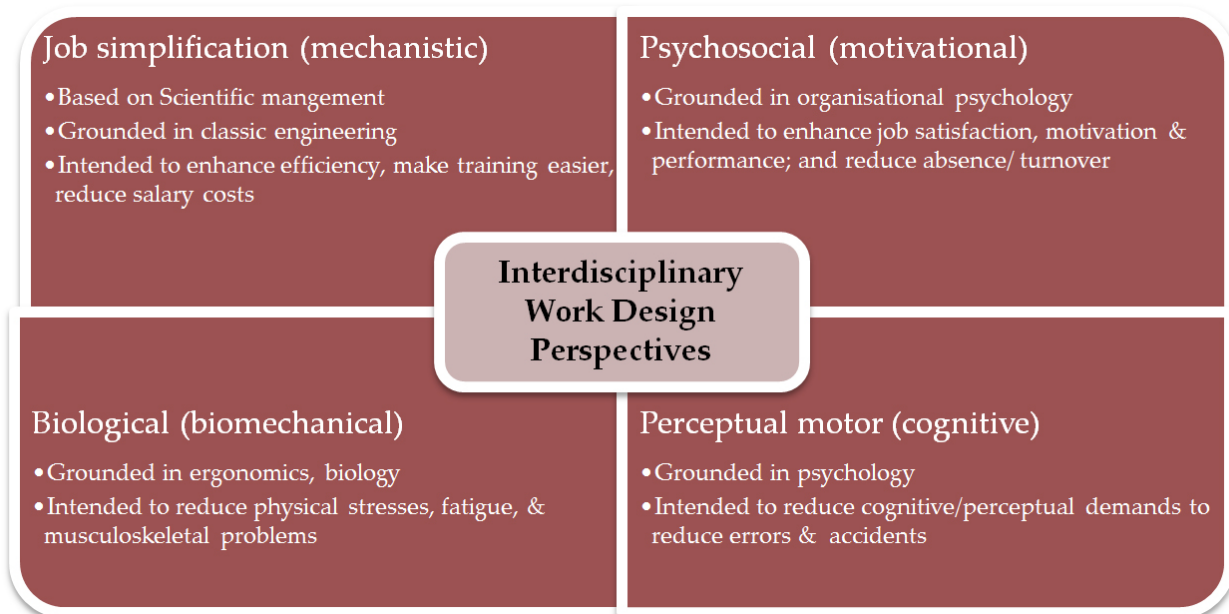 Job simplification (mechanistic)
•Based on Scientific mangement
•Grounded in classic engineering
•Intended to enhance efficiency, make training easier,
reduce salary costs
Psychosocial (motivational)
•Grounded in organisational psychology
•Intended to enhance job satisfaction, motivation &
performance; and reduce absence/ turnover
Interdisciplinary
Work Design
Perspectives
Biological (biomechanical)
•Grounded in ergonomics, biology
•Intended to reduce physical stresses, fatigue, &
musculoskeletal problems
Perceptual motor (cognitive)
•Grounded in psychology
•Intended to reduce cognitive/perceptual demands to
reduce errors & accidents